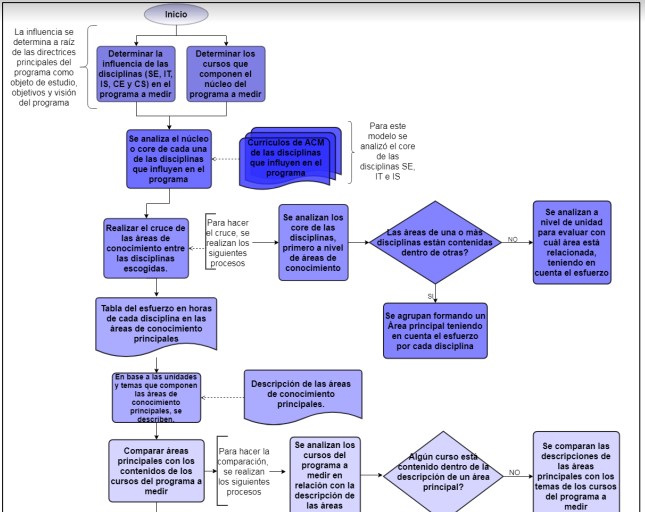 Inicio
La influencia se
determina a raíz
de las directrices
principales del
programa como
objeto de estudio,
objetivos y visión
del programa
Determinar la
influencia de las
disciplinas (SE, IT,
IS, CE y CS) en el
programa a medir
Determinar los
cursos que
componen el
núcleo del
programa a medir
Se analiza el núcleo
o core de cada una
de las disciplinas
que influyen en el
programa
Currículos de ACM
de las disciplinas
que influyen en el
programa
Para este
modelo se
analizó el core
de las
disciplinas SE,
IT e IS
Realizar el cruce de
las áreas de
conocimiento entre
las disciplinas
escogidas.
Para hacer
el cruce, se
realizan los
siguientes
procesos
Se analizan los
core de las
disciplinas,
primero a nivel
de áreas de
conocimiento
Las áreas de una o más
disciplinas están contenidas
dentro de otras?
NO
Se analizan a
nivel de unidad
para evaluar con
cuál área está
relacionada,
teniendo en
cuenta el esfuerzo
SI
Se agrupan formando un
Área principal teniendo
en cuenta el esfuerzo
por cada disciplina
Tabla del esfuerzo en horas
de cada disciplina en las
áreas de conocimiento
principales
En base a las unidades
y temas que componen
las áreas de
conocimiento
principales, se
describen.
Descripción de las áreas
de conocimiento
principales.
Comparar áreas
principales con los
contenidos de los
cursos del programa a
medir
Para hacer la
comparación,
se realizan
los siguientes
procesos
Se analizan los
cursos del
programa a
medir en
relación con la
descripción de
las áreas
Algún curso está
contenido dentro de la
descripción de un área
principal?
NO
Se comparan las
descripciones de
las áreas
principales con los
temas de los cursos
del programa a
medir